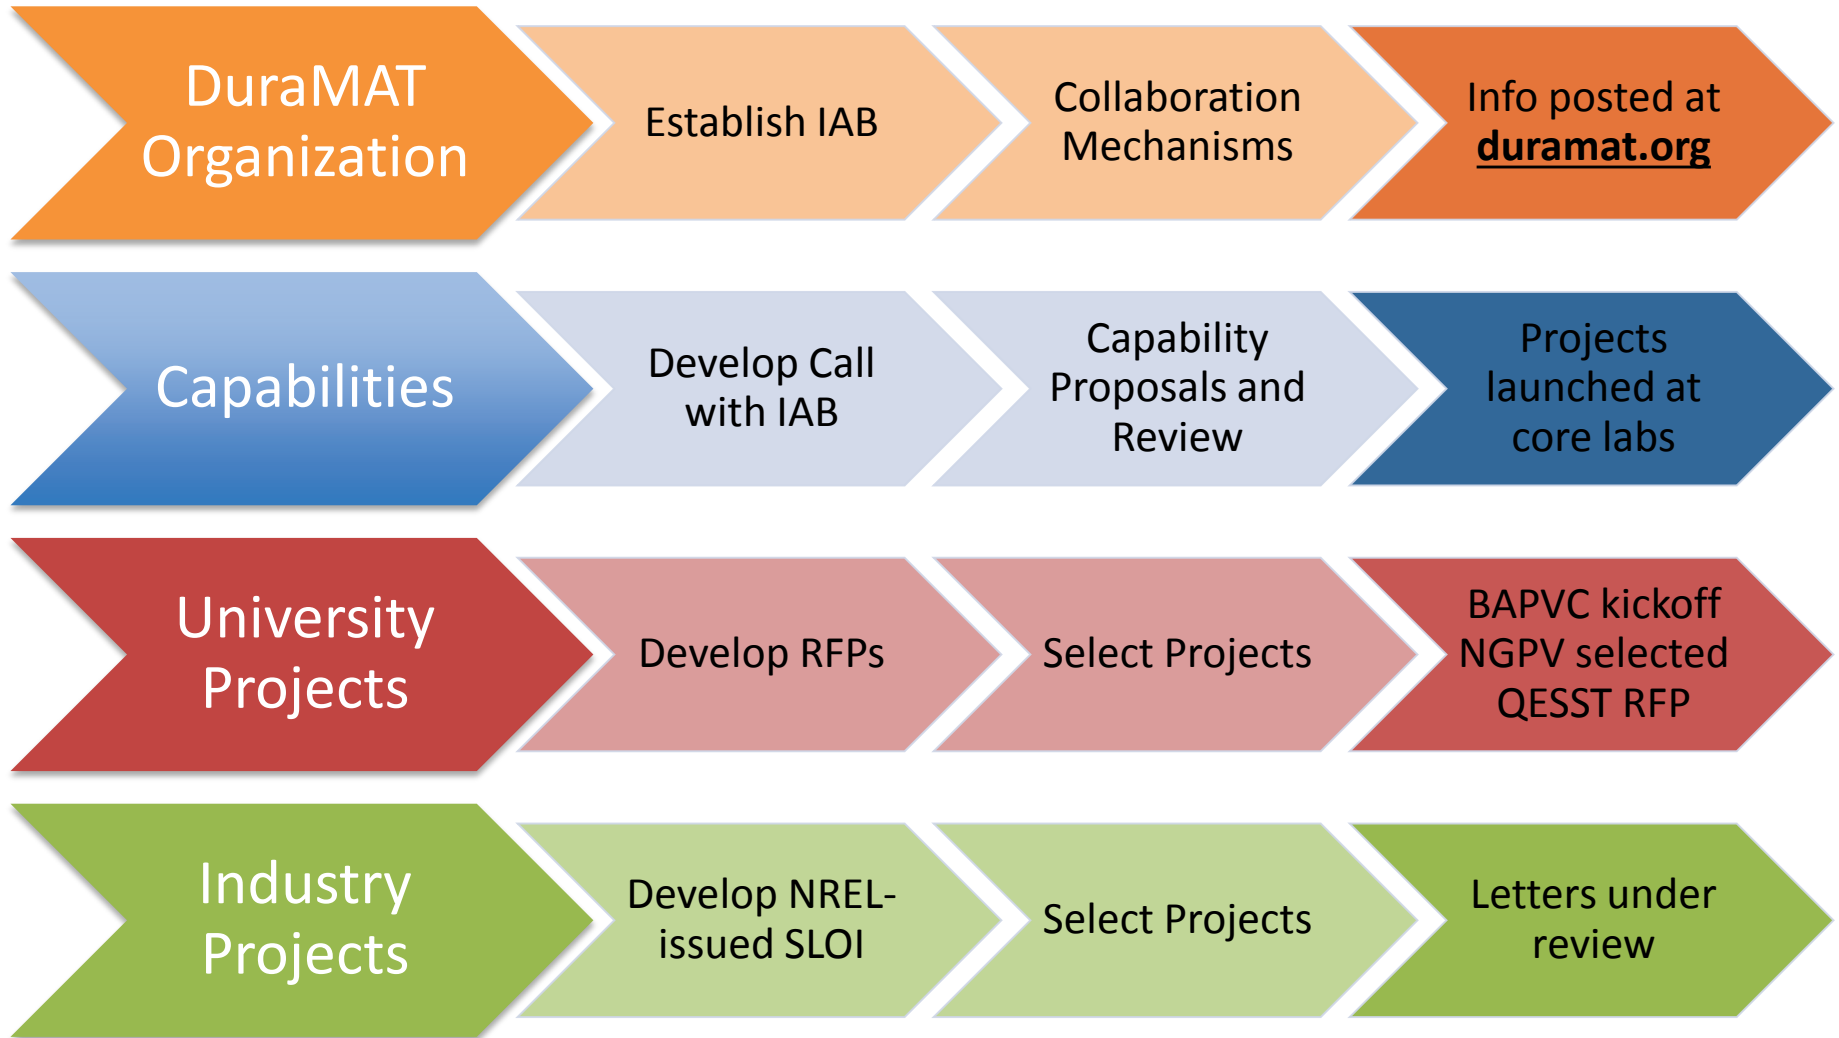 DuraMAT
Organization
Establish IAB
Collaboration
Mechanisms
Info posted at
duramat.org
Capabilities
Develop Call
with IAB
Capability
Proposals and
Review
Projects
launched at
core labs
University
Projects
Develop RFPs
Select Projects
BAPVC kickoff
NGPV selected
QESST RFP
Industry
Projects
Develop NREL-
issued SLOI
Select Projects
Letters under
review